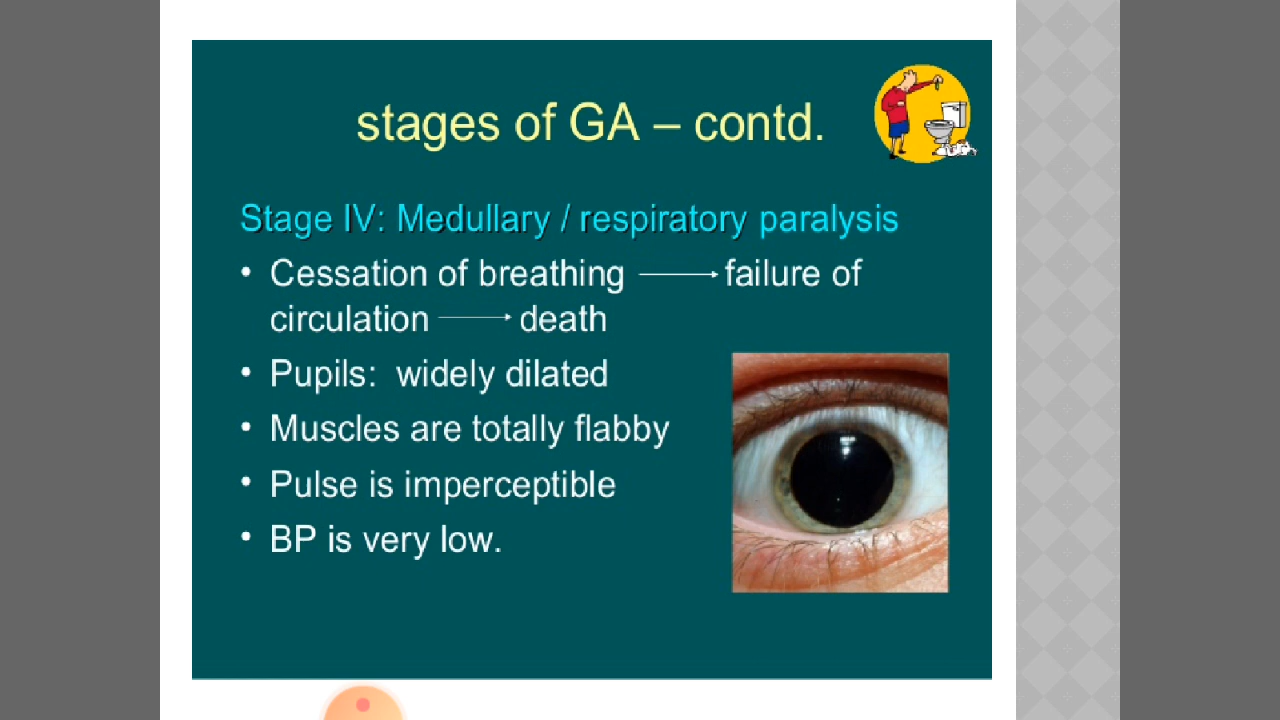 stages of GA – contd.
Stage IV: Medullary / respiratory paralysis
• Cessation of breathing ⟶ failure of
circulation ⟶ death
• Pupils: widely dilated
• Muscles are totally flabby
• Pulse is imperceptible
• BP is very low.